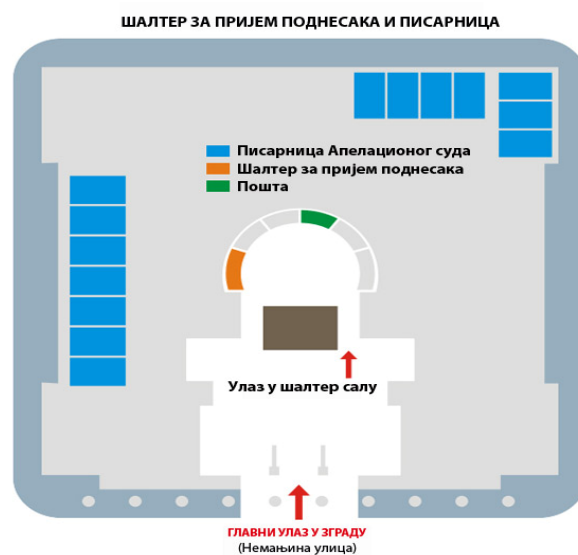 ШАЛТЕР ЗА ПРИЈЕМ ПОДНЕСАКА И ПИСАРНИЦА
Писарница Апелационог суда
Шалтер за пријем поднесака
Пошта
Улаз у шалтер салу
ГЛАВНИ УЛАЗ У ЗГРАДУ
(Немањина улица)